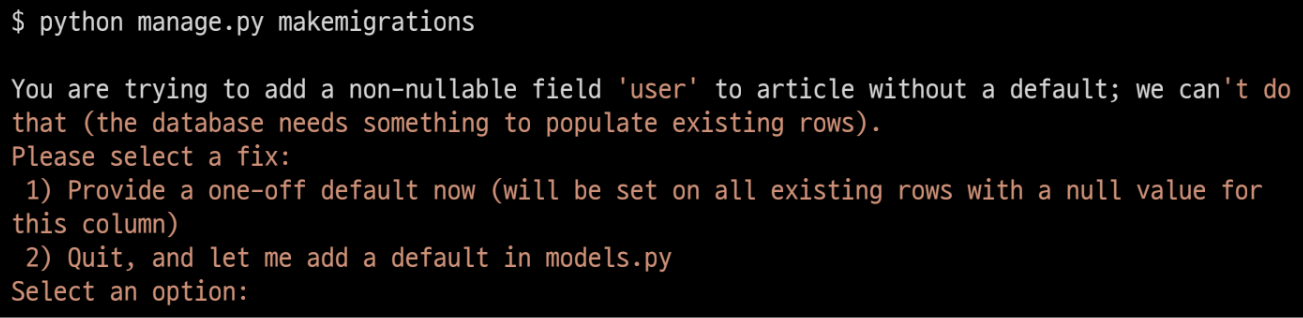 $ python manage.py makemigrations
You are trying to add a non-nullable field 'user' to article without a default; we can't do
that (the database needs something to populate existing rows).
Please select a fix:
1) Provide a one-off default now (will be set on all existing rows with a null value for
this column)
2) Quit, and let me add a default in models.py
Select an option: